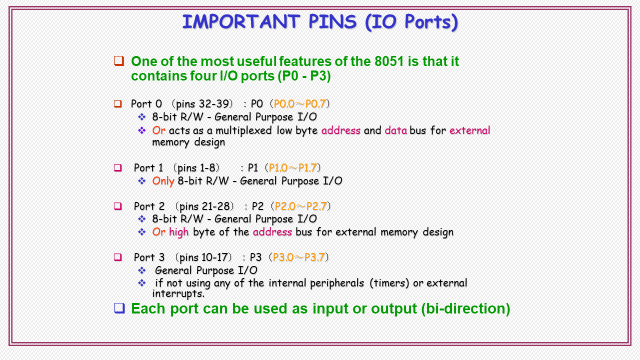 IMPORTANT PINS (IO Ports)
One of the most useful features of the 8051 is that it
contains four I/O ports (P0 - P3)
Port 0 （pins 32-39）：P0（P0.0～P0.7）
8-bit R/W - General Purpose I/O
Or acts as a multiplexed low byte address and data bus for external
memory design
Port 1 （pins 1-8） ：P1（P1.0～P1.7）
Only 8-bit R/W - General Purpose I/O
Port 2 （pins 21-28）：P2（P2.0～P2.7）
8-bit R/W - General Purpose I/O
Or high byte of the address bus for external memory design
Port 3 （pins 10-17）：P3（P3.0～P3.7）
General Purpose I/O
if not using any of the internal peripherals (timers) or external
interrupts.
Each port can be used as input or output (bi-direction)